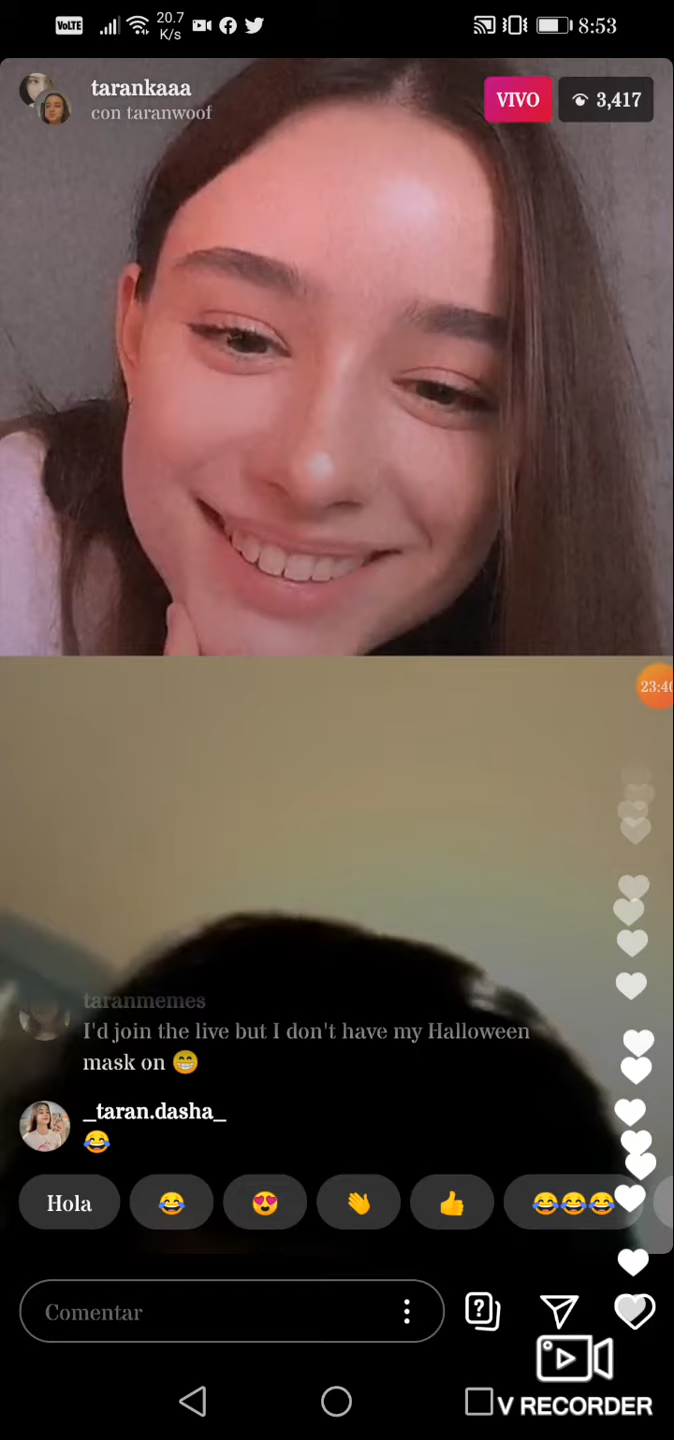 VoLTE 20.7 K/s 8:53
tarankaaa
con taranwoof
VIVO 3,417
23:40
taranmemes
I'd join the live but I don't have my Halloween
mask on 😁
_taran.dasha_
😂
Hola 😂 😍 👋 👍 😂😂😂
Comentar
V RECORDER